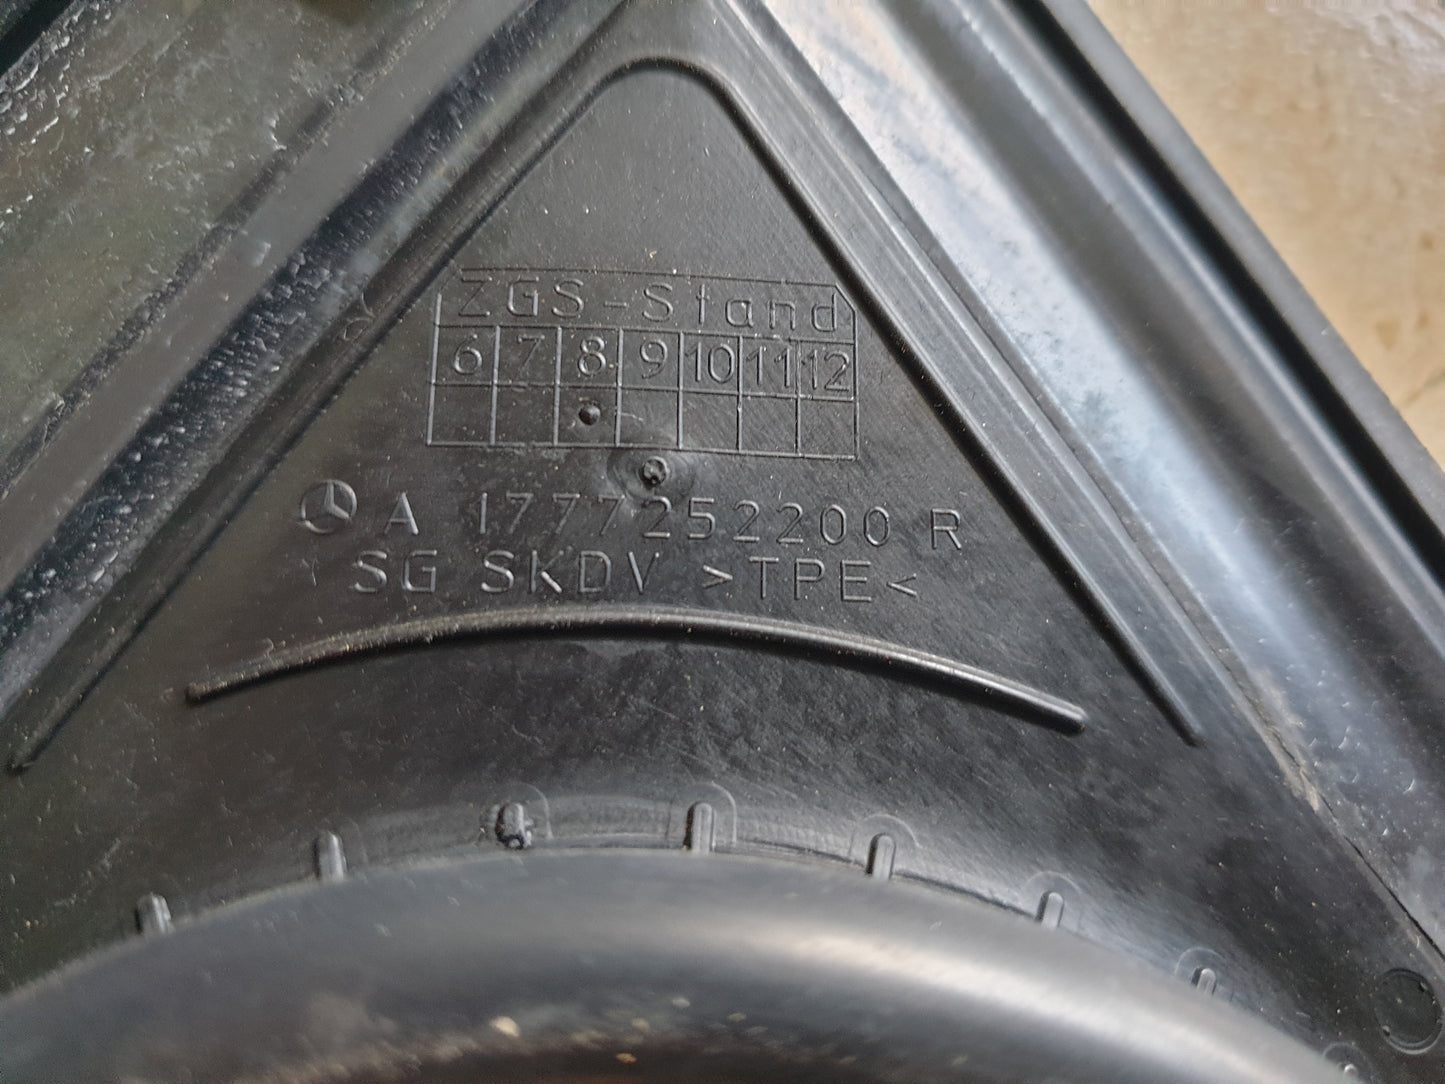 ZGS-Stand
6 7 8 9 10 11 12
A 1777252200 R
SG SKDV >TPE<